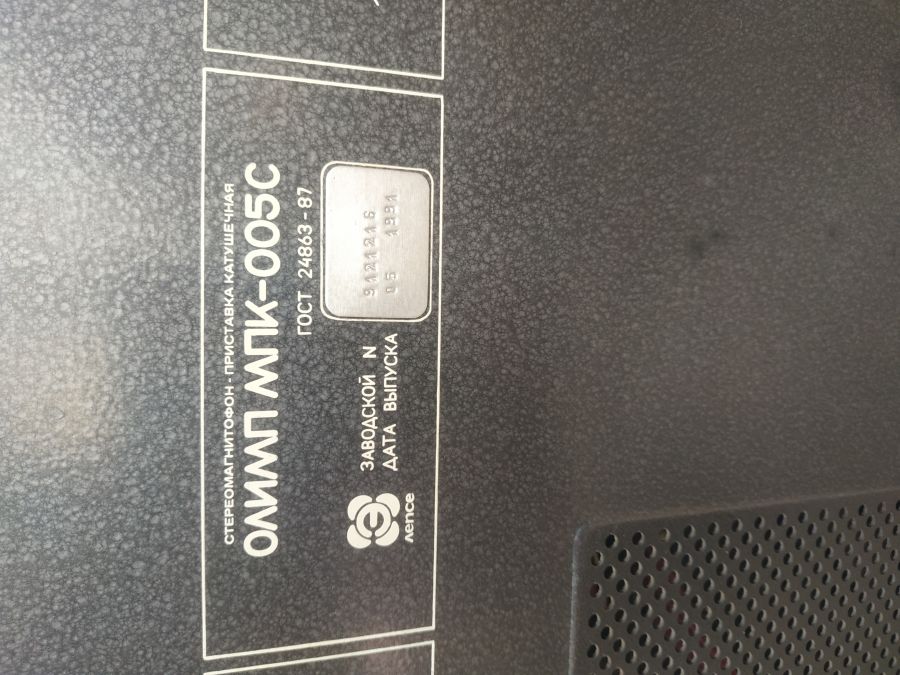 СТЕРЕОМАГНИТОФОН - ПРИСТАВКА КАТУШЕЧНАЯ
ОЛИМП МПК-005С
ГОСТ 24863-87
ЗАВОДСКОЙ N 9121216
ДАТА ВЫПУСКА 05 1991
лепсе